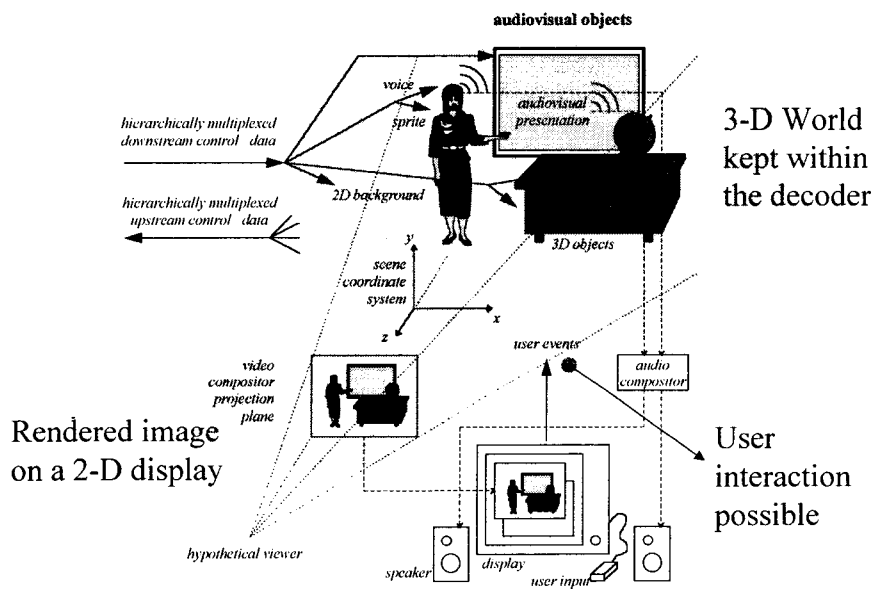 audiovisual objects
voice
sprite
audiovisual
presentation
hierarchically multiplexed
downstream control data
2D background
hierarchically multiplexed
upstream control data
3-D World
kept within
the decoder
3D objects
y
scene
coordinate
system
x
z
user events
video
compositor
projection
plane
audio
compositor
Rendered image
on a 2-D display
User
interaction
possible
hypothetical viewer
speaker
display
user input